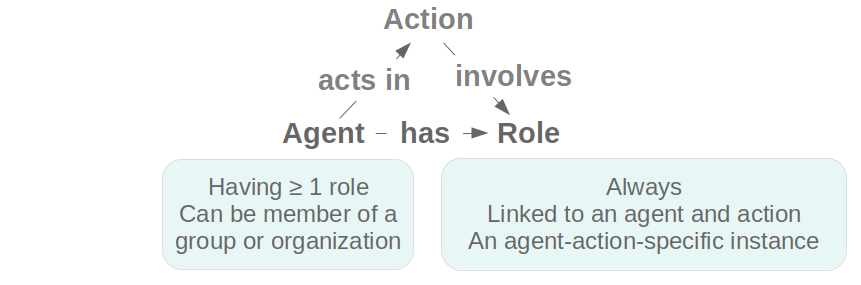 Action
acts in
involves
Agent
has
Role
Having ≥ 1 role
Can be member of a
group or organization
Always
Linked to an agent and action
An agent-action-specific instance